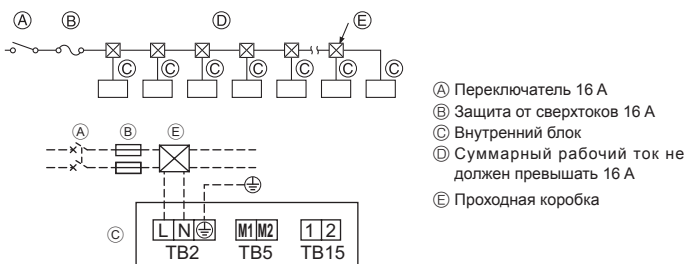 Ⓐ Ⓑ Ⓓ Ⓔ
Ⓒ Ⓒ Ⓒ Ⓒ Ⓒ Ⓒ Ⓒ
Ⓐ Переключатель 16 A
Ⓑ Защита от сверхтоков 16 A
Ⓒ Внутренний блок
Ⓓ Суммарный рабочий ток не
должен превышать 16 A
Ⓔ Проходная коробка
Ⓐ Ⓑ Ⓔ
Ⓒ
L N M1 M2 1 2
TB2 TB5 TB15